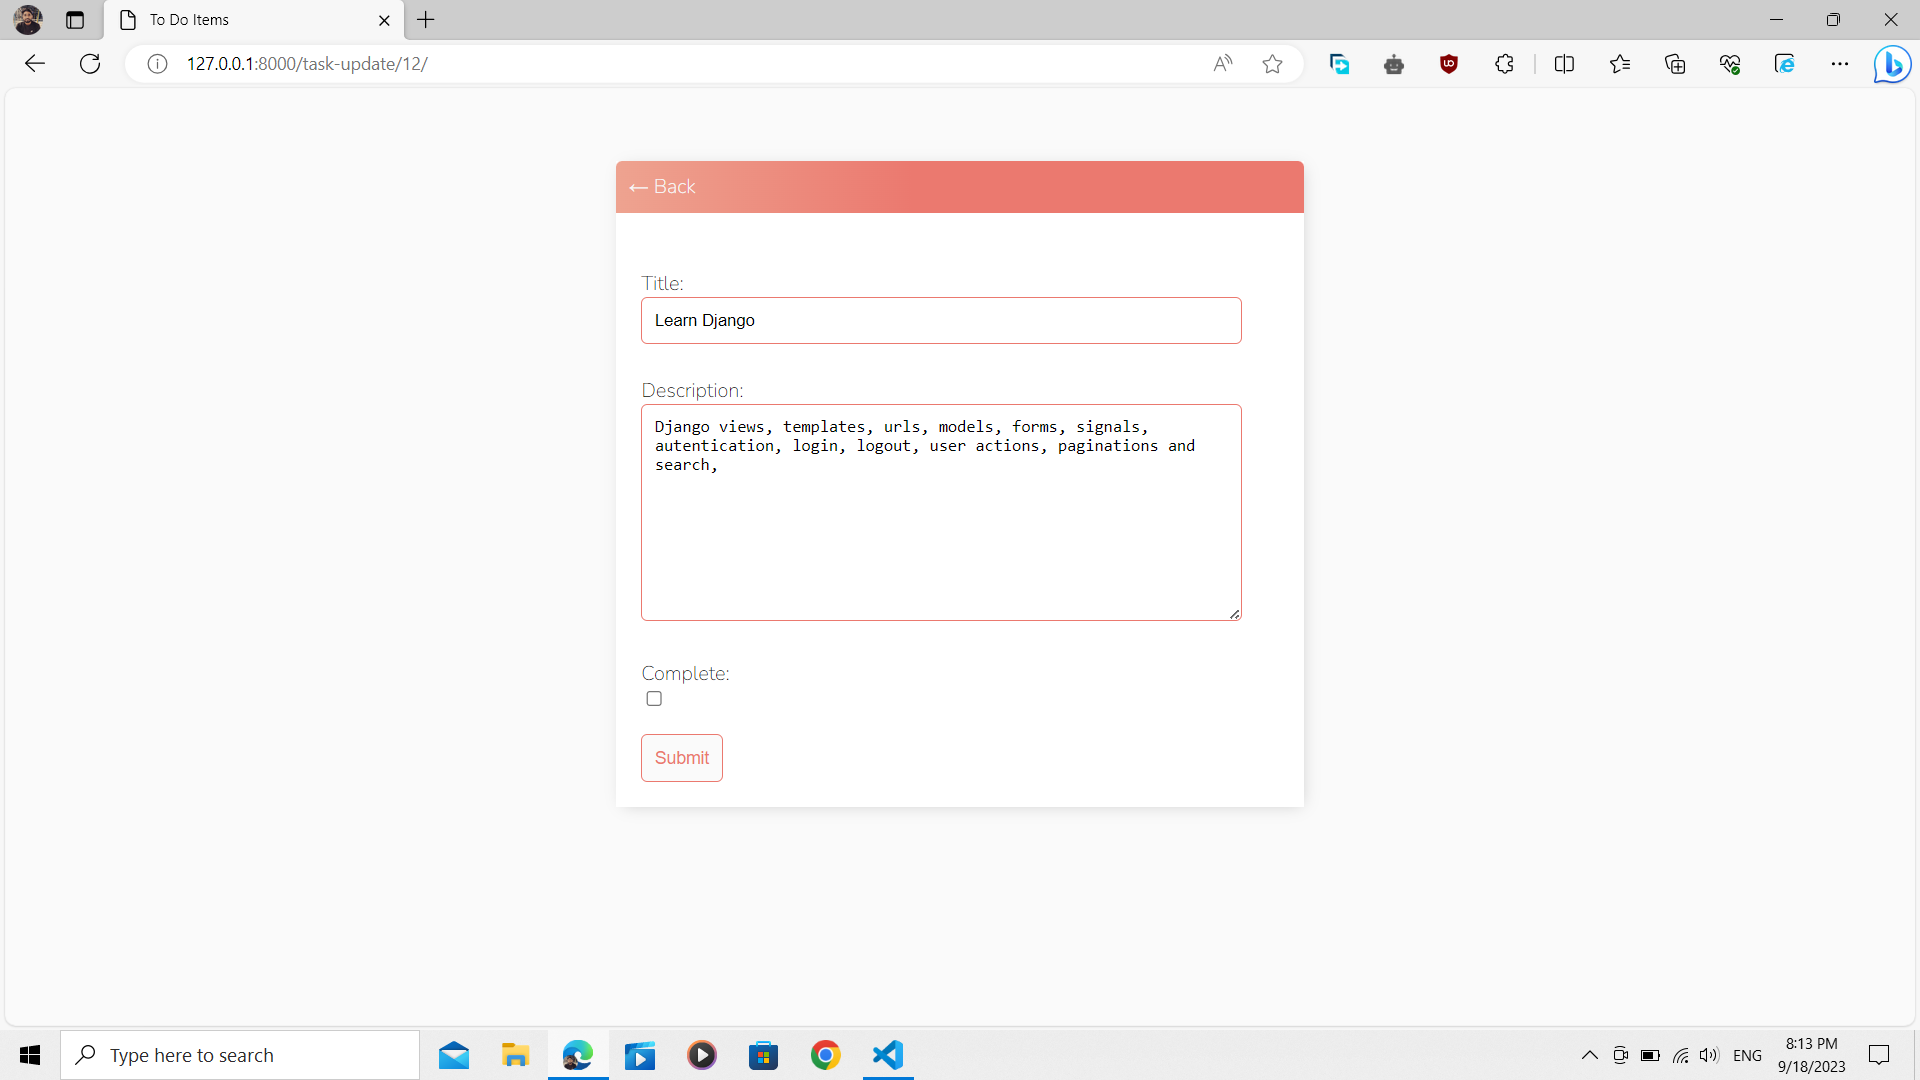 To Do Items
127.0.0.1:8000/task-update/12/
← Back
Title:
Learn Django
Description:
Django views, templates, urls, models, forms, signals,
autentication, login, logout, user actions, paginations and
search,
Complete:
Submit
Type here to search
ENG
8:13 PM
9/18/2023